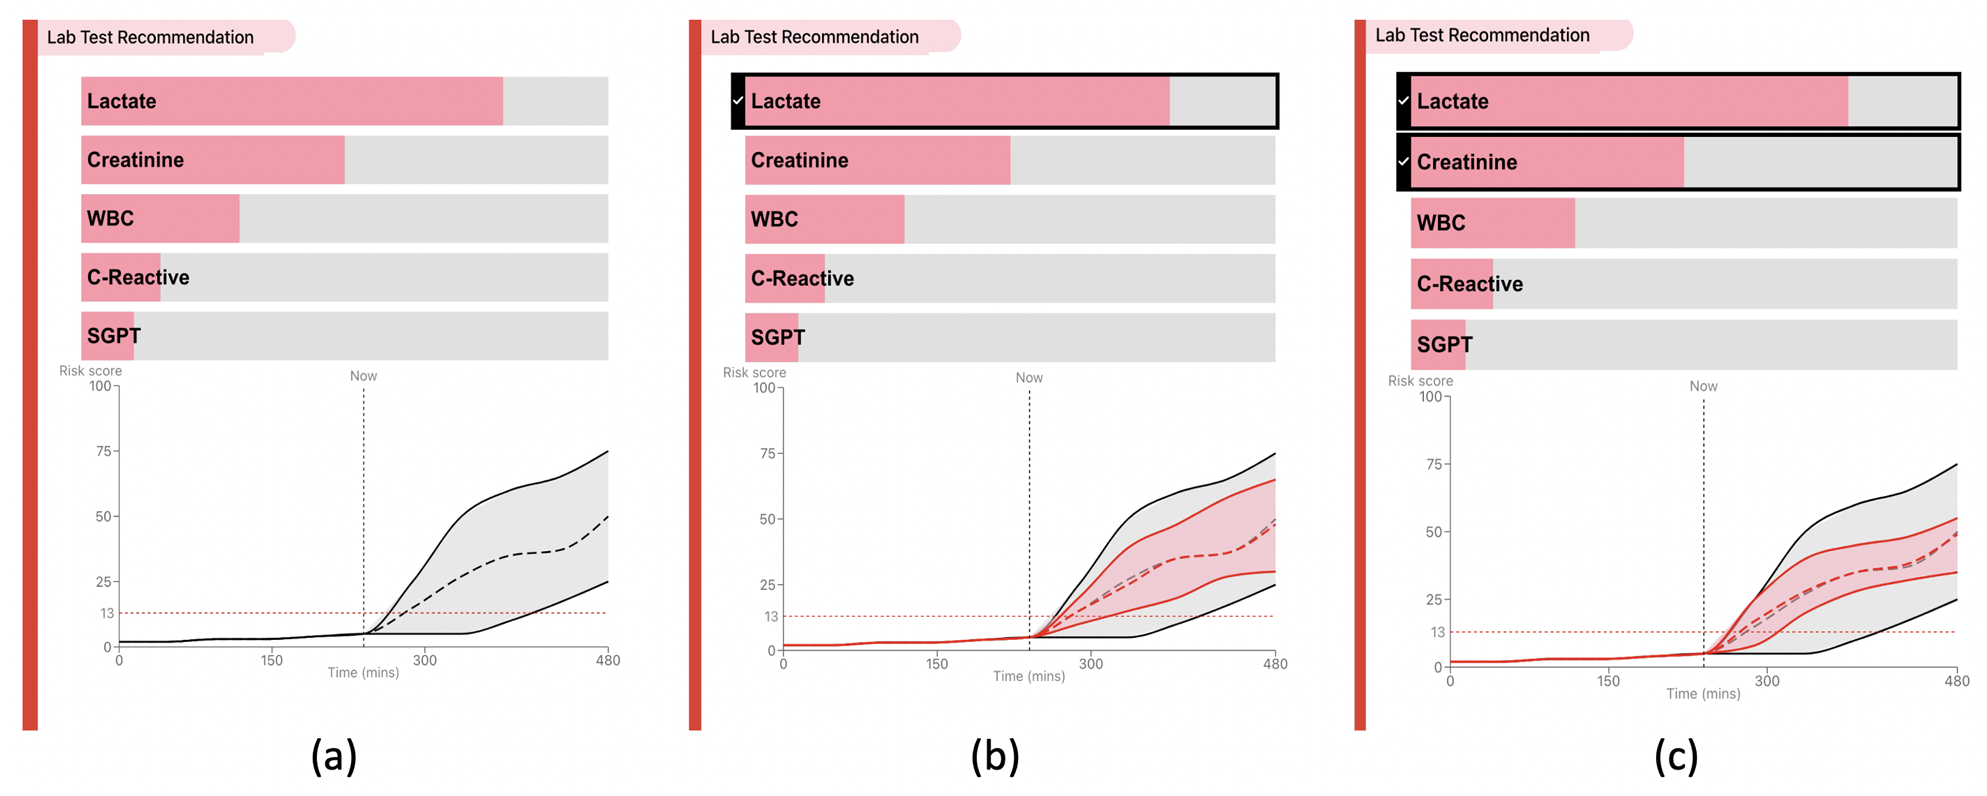 Lab Test Recommendation
Lactate
Creatinine
WBC
C-Reactive
SGPT
Risk score
Now
100
75
50
25
13
0
0 150 300 480
Time (mins)
(a)
Lab Test Recommendation
Lactate
Creatinine
WBC
C-Reactive
SGPT
Risk score
Now
100
75
50
25
13
0
0 150 300 480
Time (mins)
(b)
Lab Test Recommendation
Lactate
Creatinine
WBC
C-Reactive
SGPT
Risk score
Now
100
75
50
25
13
0
0 150 300 480
Time (mins)
(c)